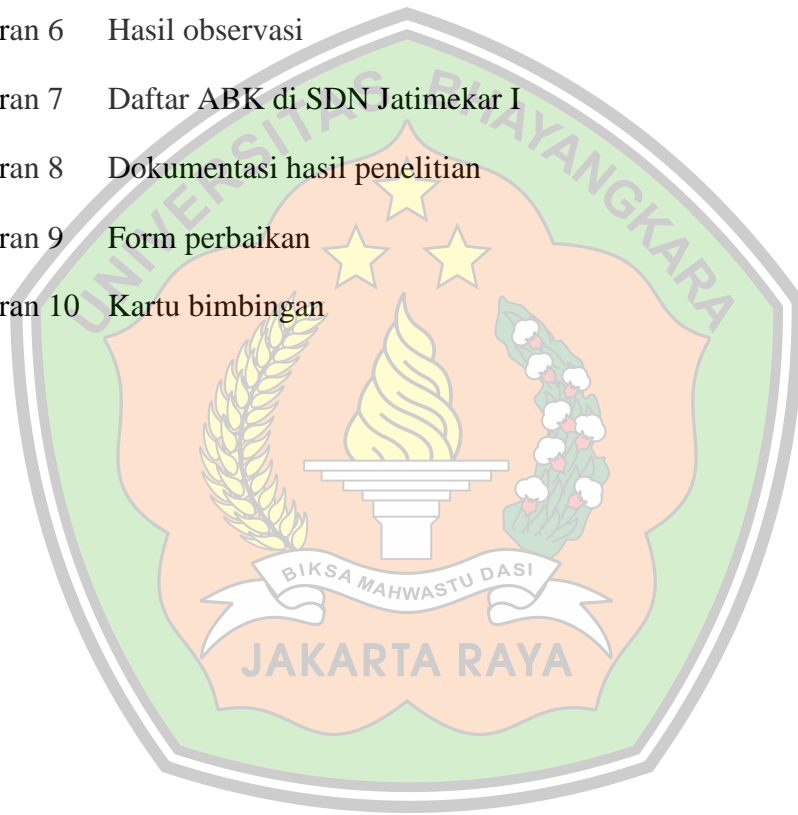 ran 6 Hasil observasi
ran 7 Daftar ABK di SDN Jatimekar I
ran 8 Dokumentasi hasil penelitian
ran 9 Form perbaikan
ran 10 Kartu bimbingan
UNIVERSITAS BHAYANGKARA
BIKSA MAHWASTU DASI
JAKARTA RAYA